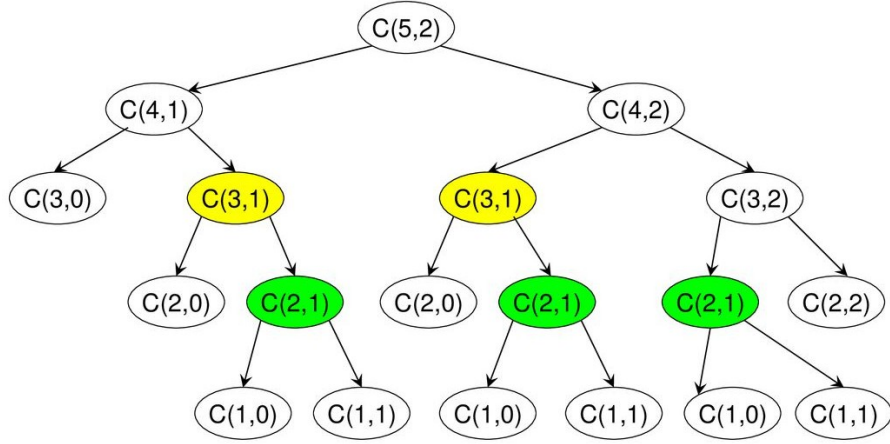 C(5,2)
C(4,1) C(4,2)
C(3,0) C(3,1) C(3,1) C(3,2)
C(2,0) C(2,1) C(2,0) C(2,1) C(2,1) C(2,2)
C(1,0) C(1,1) C(1,0) C(1,1) C(1,0) C(1,1)